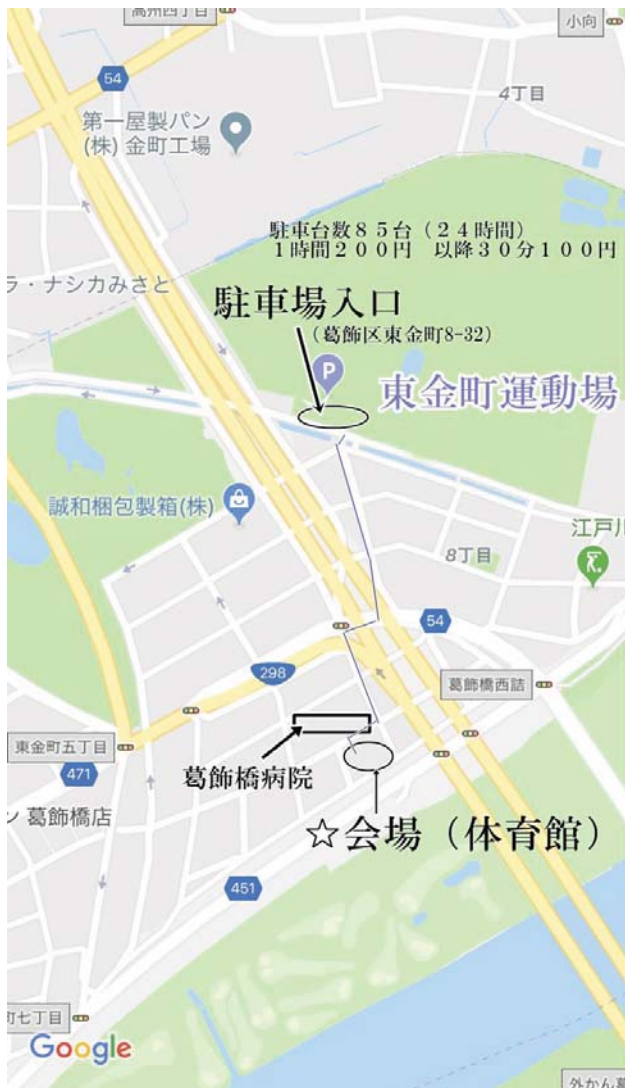 高州四丁目
小向
54
4丁目
第一屋製パン
(株) 金町工場
駐車台数85台(24時間)
1時間200円 以降30分100円
ラ・ナシカみさと
駐車場入口
(葛飾区東金町8-32)
P
東金町運動場
誠和梱包製箱(株)
江戸川
8丁目
54
298
葛飾橋西詰
東金町五丁目
471
葛飾橋病院
ン 葛飾橋店
☆会場(体育館)
451
町七丁目
Google
外かん葛